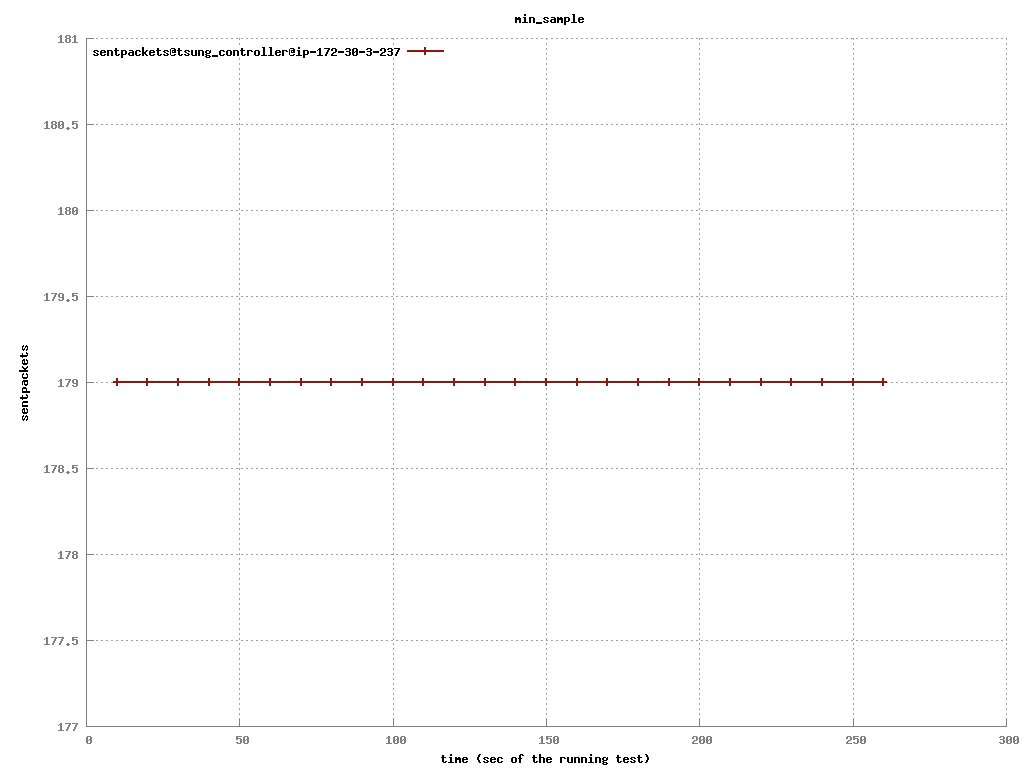 min_sample
181
sentpackets@tsung_controller@ip-172-30-3-237
180.5
180
179.5
179
178.5
178
177.5
177
sentpackets
0 50 100 150 200 250 300
time (sec of the running test)